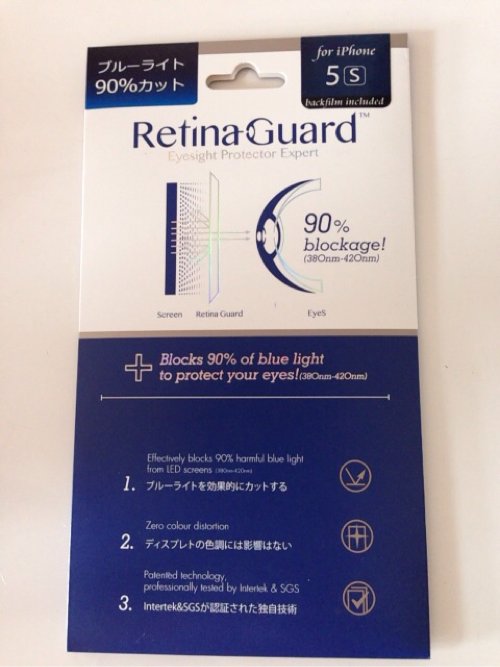 ブルーライト
90%カット
for iPhone
5 S
backfilm included
RetinaGuard™
Eyesight Protector Expert
90%
blockage!
(380nm-420nm)
Screen Retina Guard EyeS
Blocks 90% of blue light
to protect your eyes!(380nm-420nm)
Effectively blocks 90% harmful blue light
from LED screens (380nm-420nm)
1. ブルーライトを効果的にカットする
Zero colour distortion
2. ディスプレトの色調には影響はない
Patented technology,
professionally tested by Intertek & SGS
3. Intertek&SGSが認証された独自技術